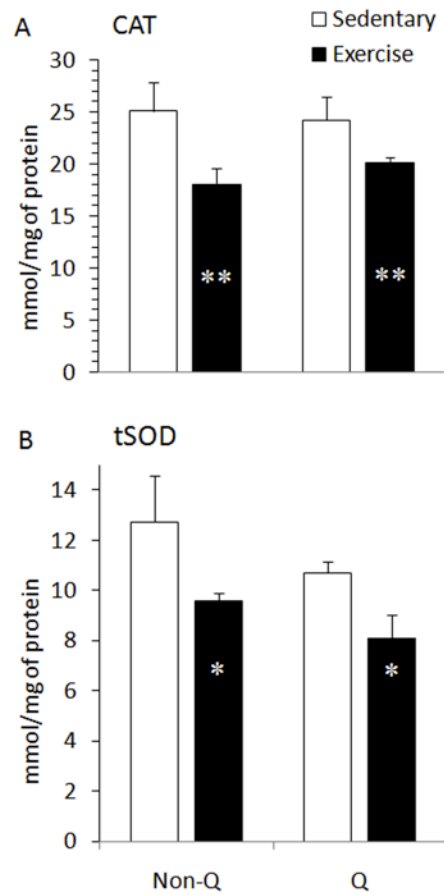 A CAT
Sedentary
Exercise
mmol/mg of protein
30
25
20
15
10
5
0
**
**
B tSOD
mmol/mg of protein
14
12
10
8
6
4
2
0
*
*
Non-Q Q